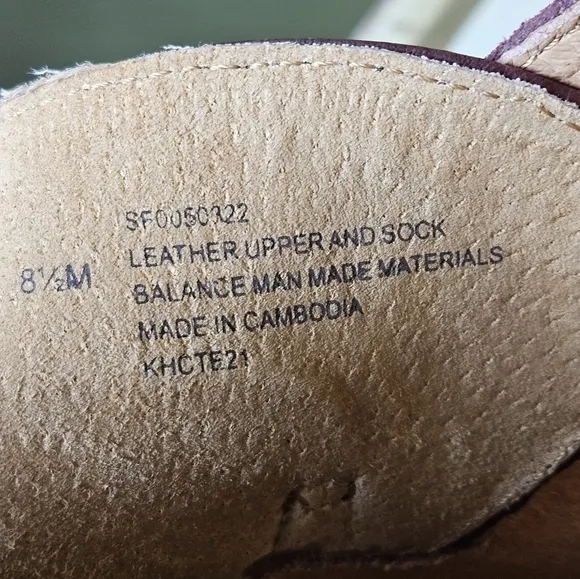 8½M
SF0050322
LEATHER UPPER AND SOCK
BALANCE MAN MADE MATERIALS
MADE IN CAMBODIA
KHCTE21